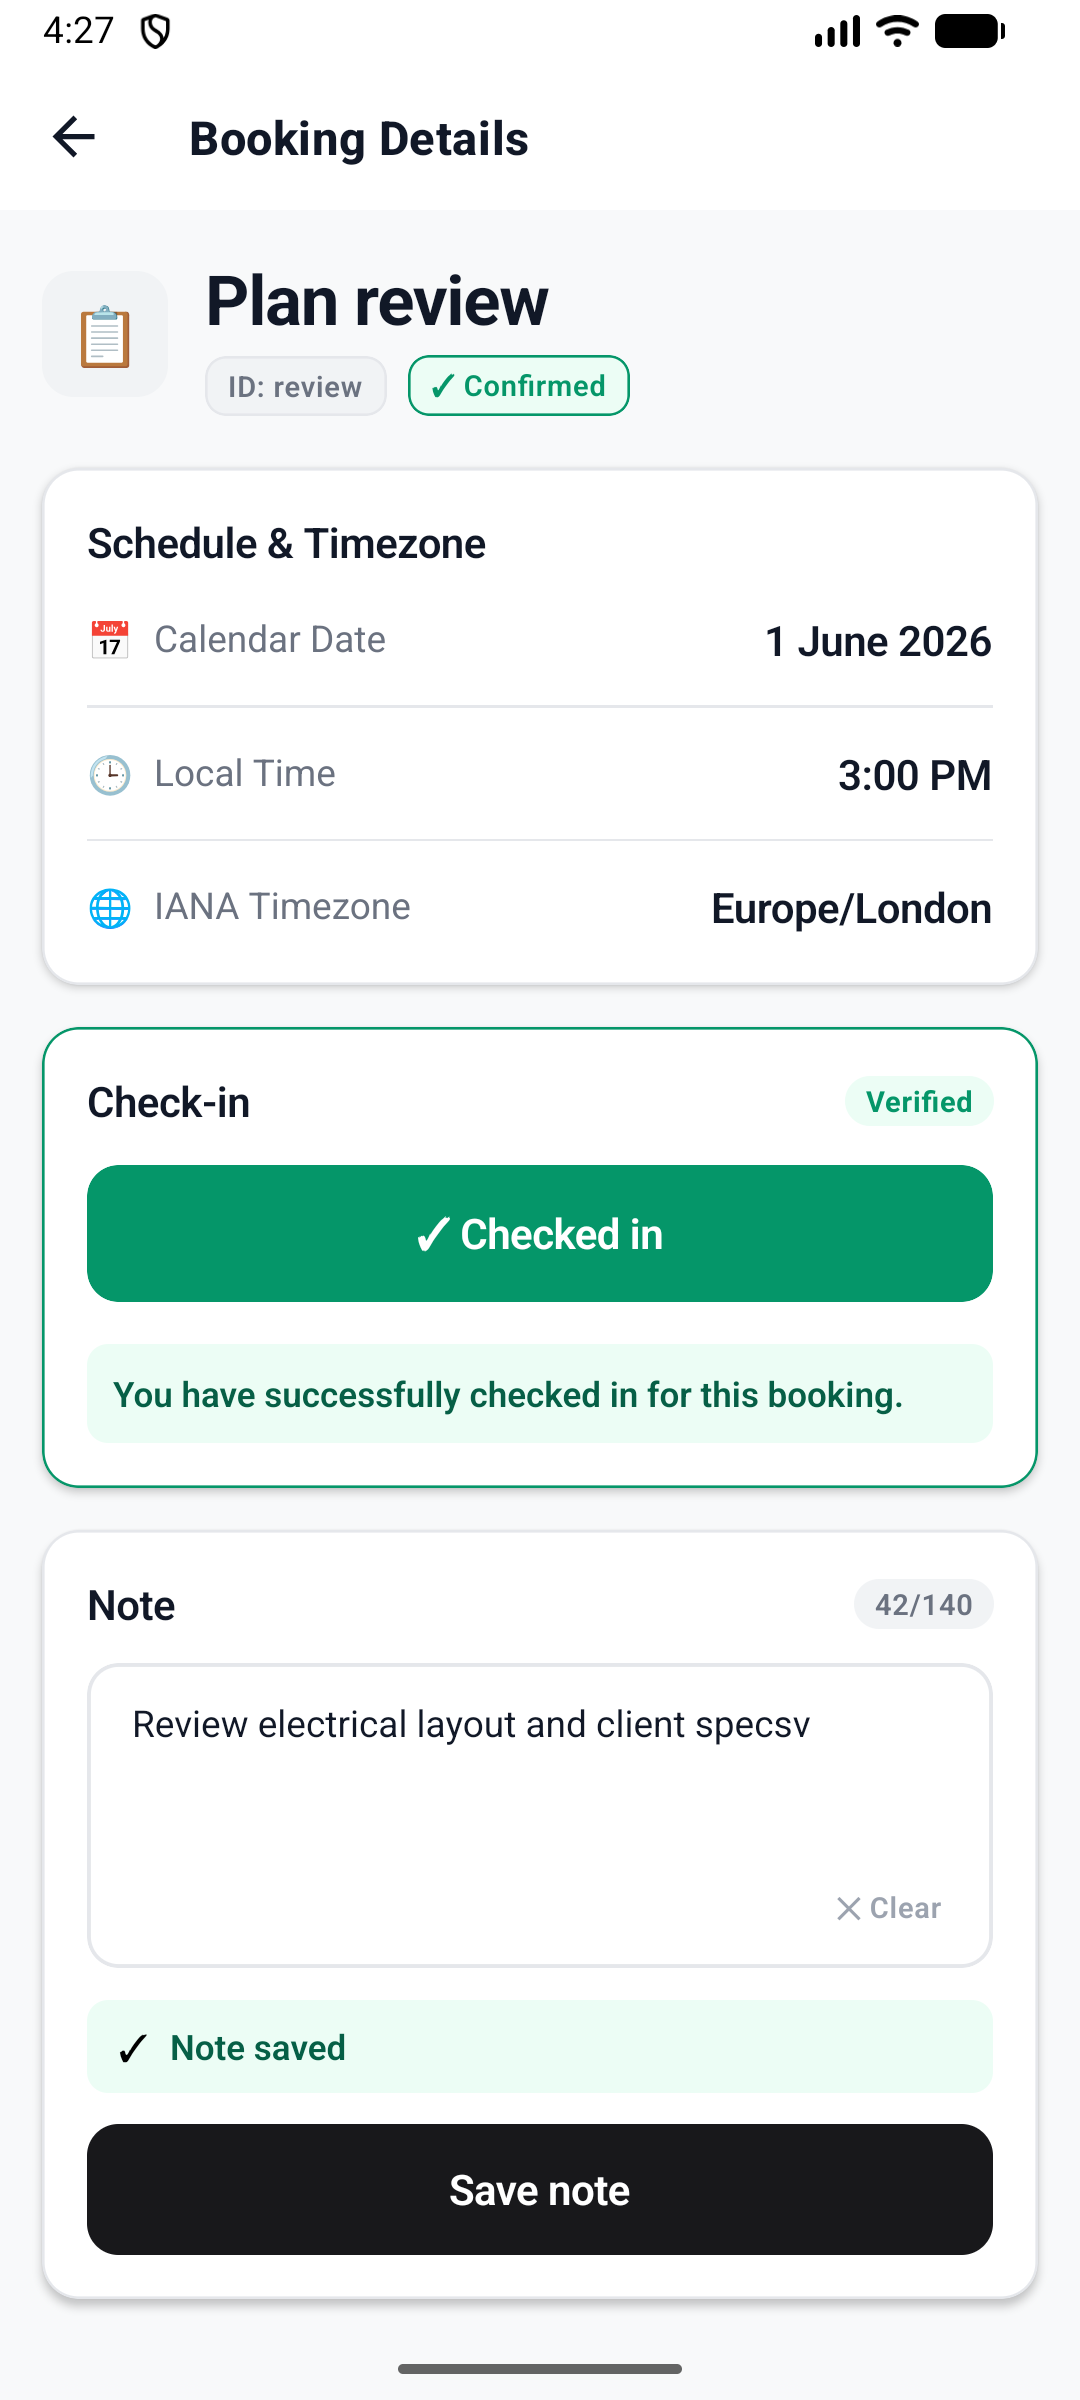 4:27
Booking Details
Plan review
ID: review
✓ Confirmed
Schedule & Timezone
July
17
Calendar Date
1 June 2026
Local Time
3:00 PM
IANA Timezone
Europe/London
Check-in
Verified
✓ Checked in
You have successfully checked in for this booking.
Note
42/140
Review electrical layout and client specsv
Clear
✓ Note saved
Save note